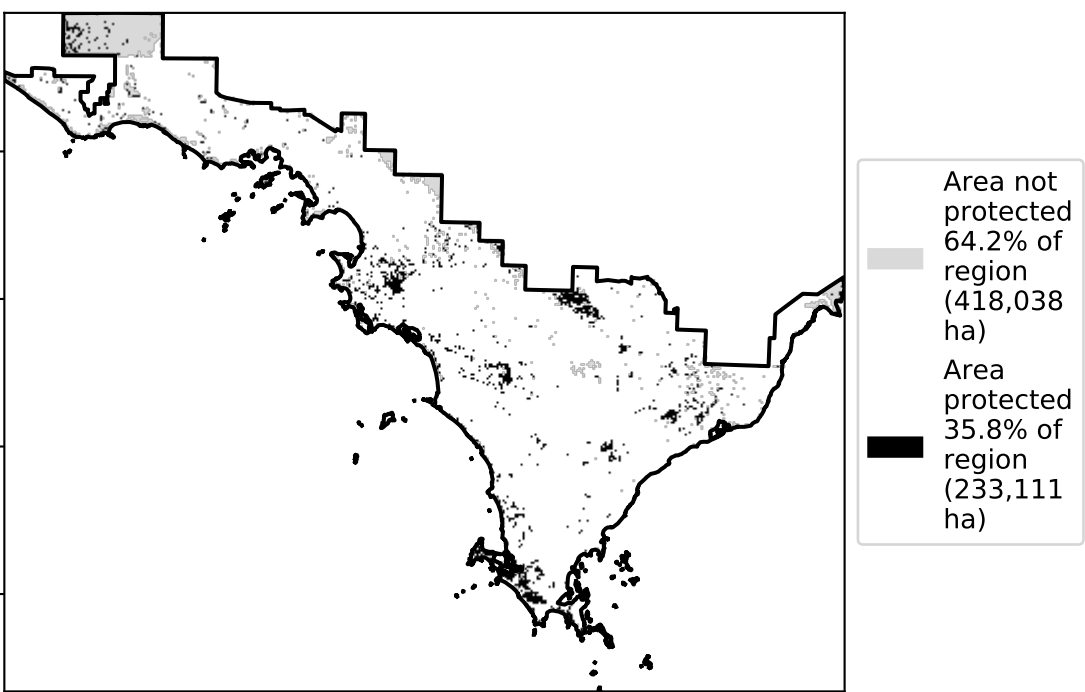 Area not
protected
64.2% of
region
(418,038
ha)
Area
protected
35.8% of
region
(233,111
ha)